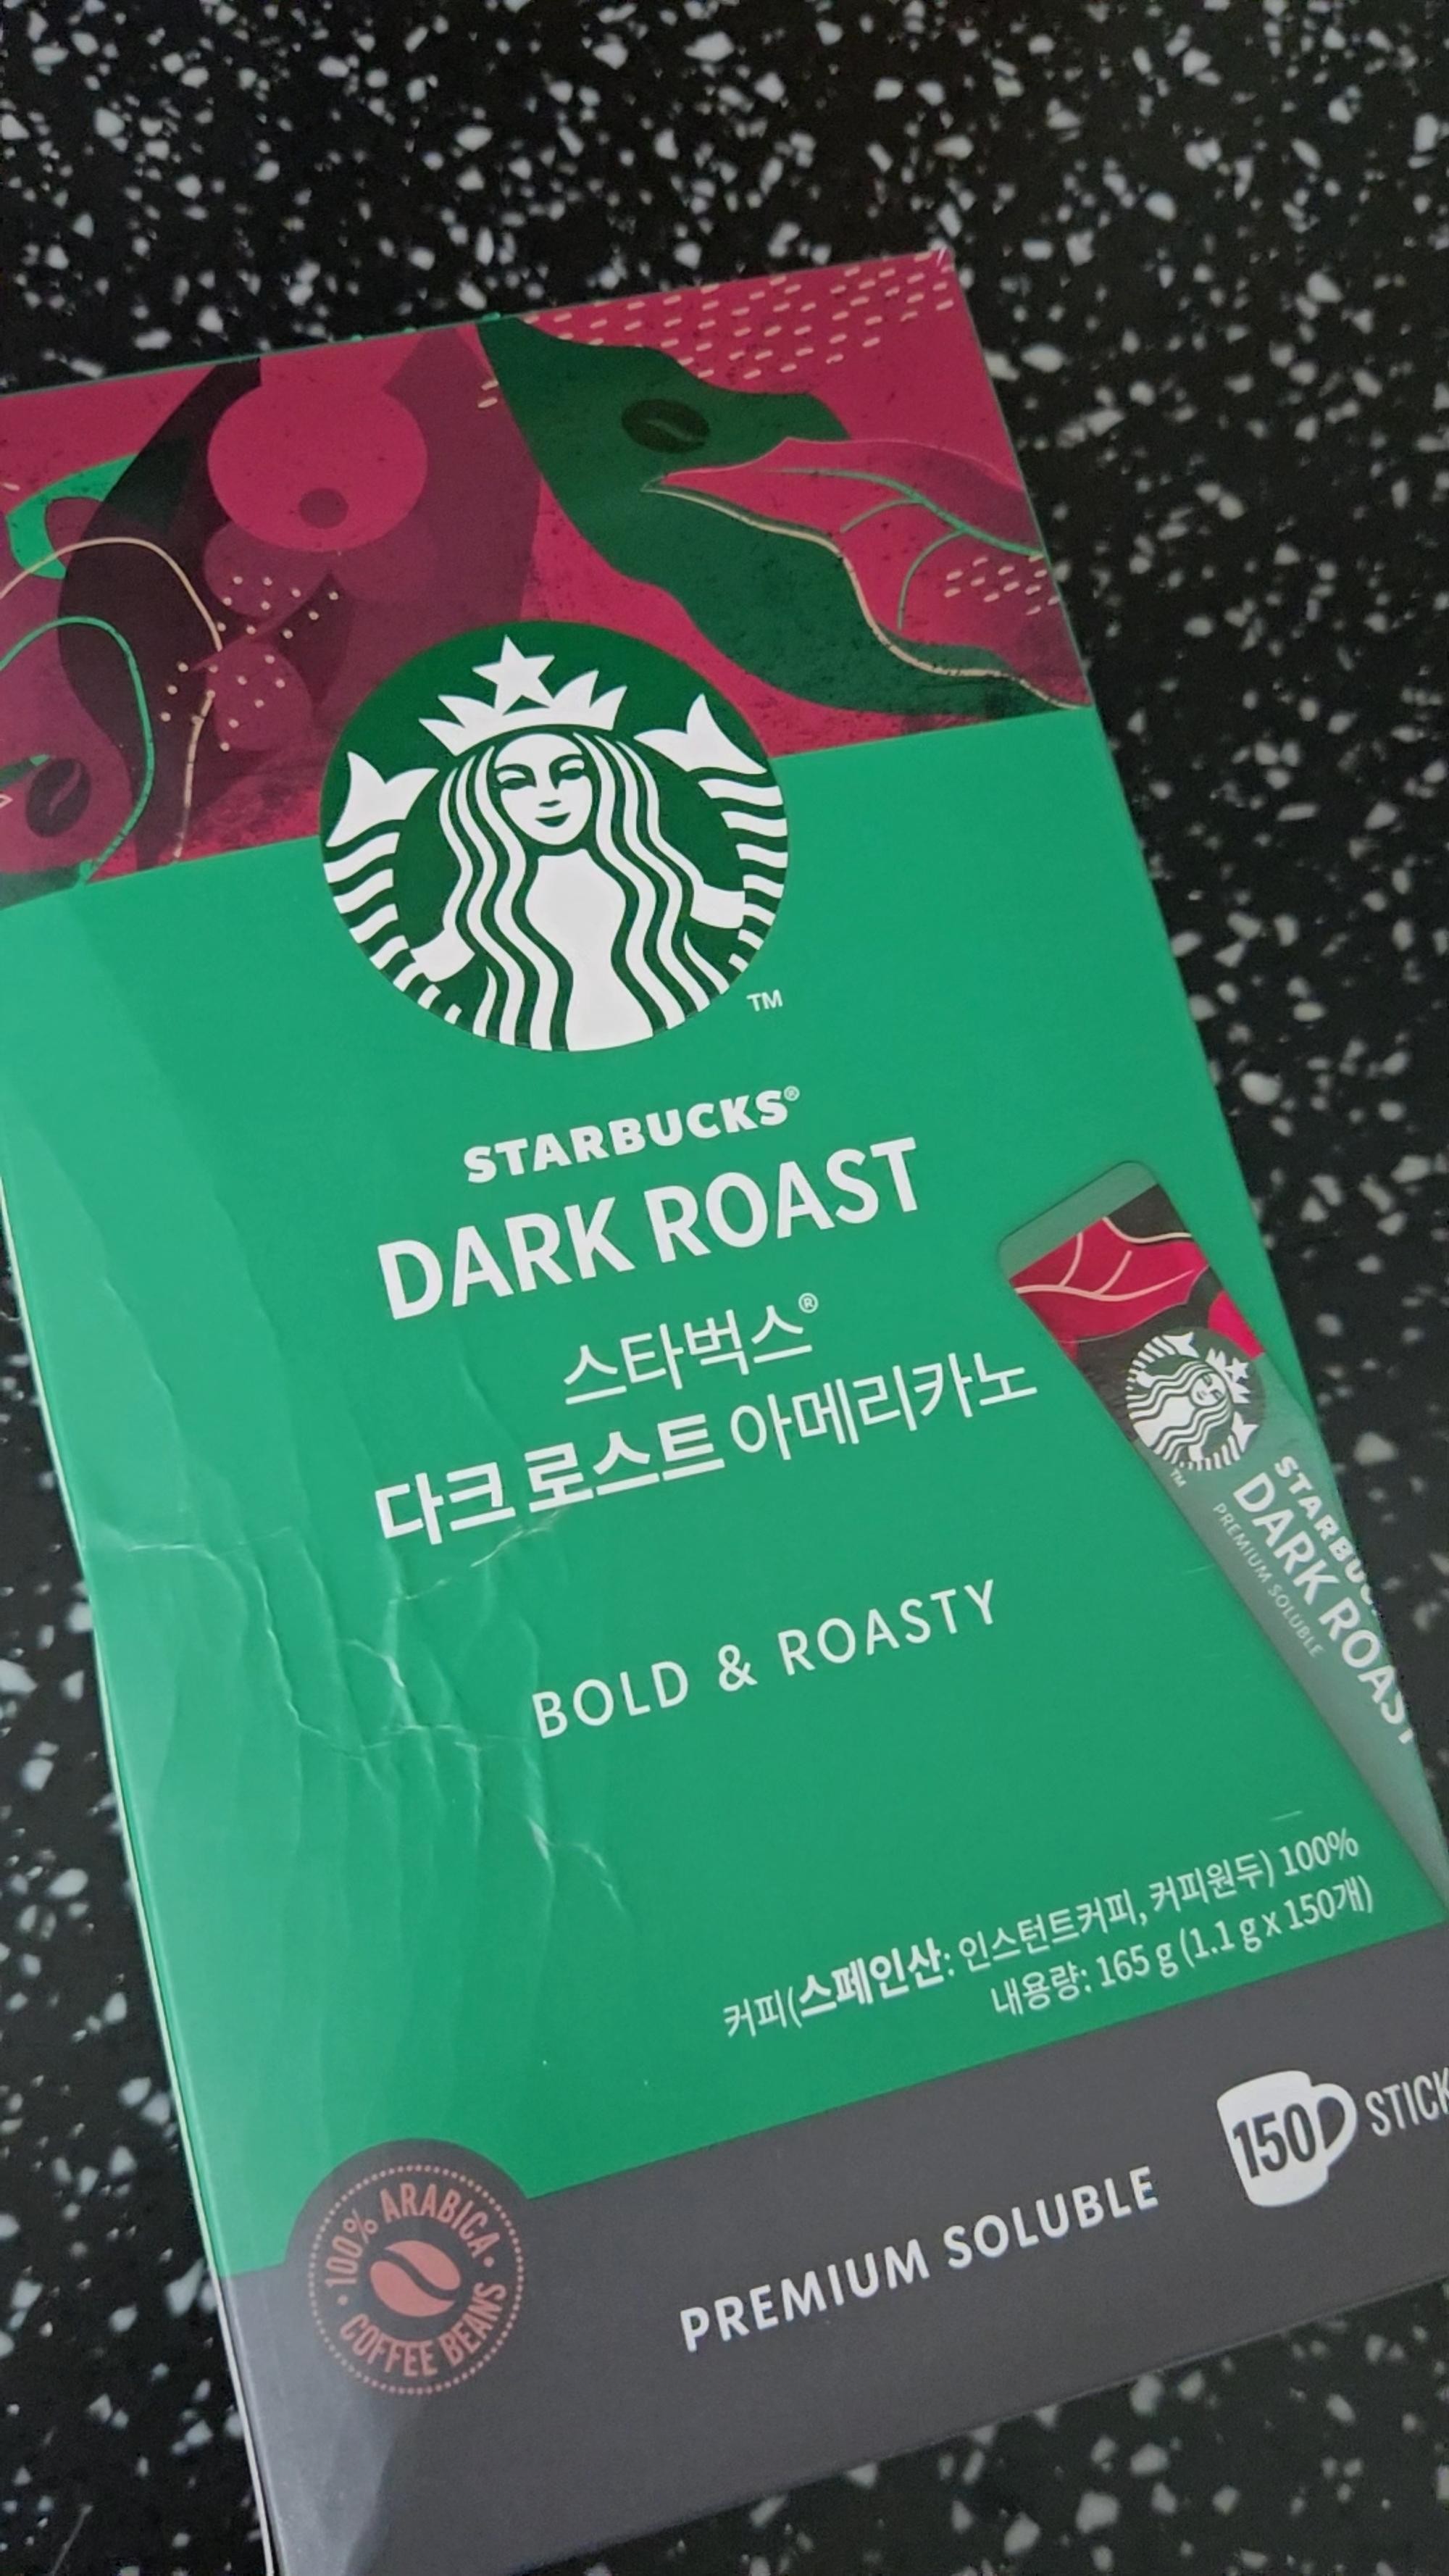 TM
STARBUCKS®
DARK ROAST
스타벅스®
다크 로스트 아메리카노
BOLD & ROASTY
TM
DARK ROAST
PREMIUM SOLUBLE
커피(스페인산: 인스턴트커피, 커피원두) 100%
내용량: 165 g (1.1 g x 150개)
100% ARABICA
COFFEE BEANS
PREMIUM SOLUBLE
150